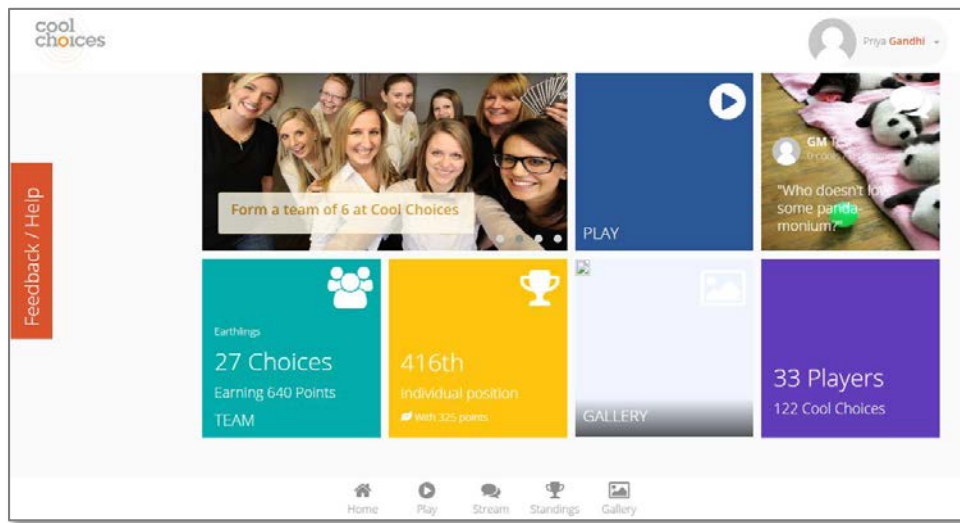 cool
choices
Priya Gandhi
Feedback / Help
Form a team of 6 at Cool Choices
PLAY
GM
"Who doesn't love
some panda-
monium?"
Earthlings
27 Choices
Earning 640 Points
TEAM
416th
Individual position
With 325 points
GALLERY
33 Players
122 Cool Choices
Home
Play
Stream
Standings
Gallery